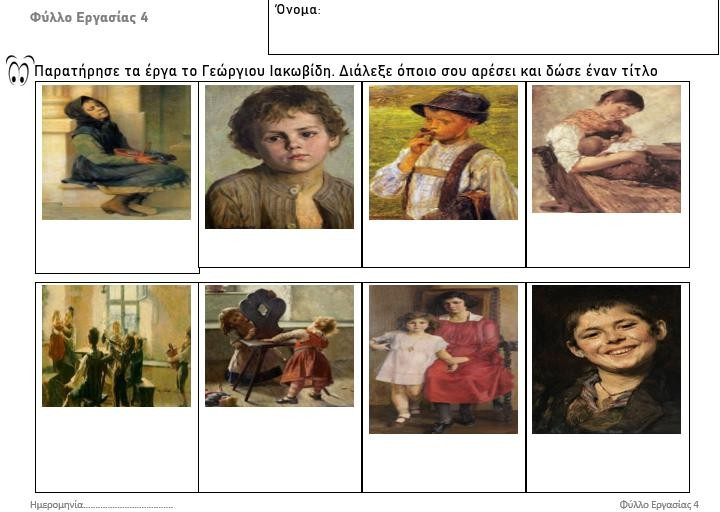 Φύλλο Εργασίας 4
Όνομα:
Παρατήρησε τα έργα το Γεώργιου Ιακωβίδη. Διάλεξε όποιο σου αρέσει και δώσε έναν τίτλο
Ημερομηνία.................................... Φύλλο Εργασίας 4